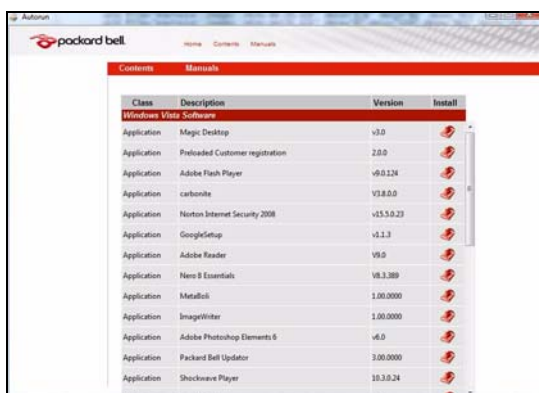 Autorun
packard bell.
Home Contents Manuals
Contents Manuals
Class Description Version Install
Windows Vista Software
Application Magic Desktop v3.0
Application Preloaded Customer registration 2.0.0
Application Adobe Flash Player v9.0.124
Application carbonite V3.8.0.0
Application Norton Internet Security 2008 v15.5.0.23
Application GoogleSetup v1.1.3
Application Adobe Reader V9.0
Application Nero 8 Essentials V8.3.389
Application MetaBoli 1.00.0000
Application ImageWriter 1.00.0000
Application Adobe Photoshop Elements 6 v6.0
Application Packard Bell Updator 3.00.0000
Application Shockwave Player 10.3.0.24